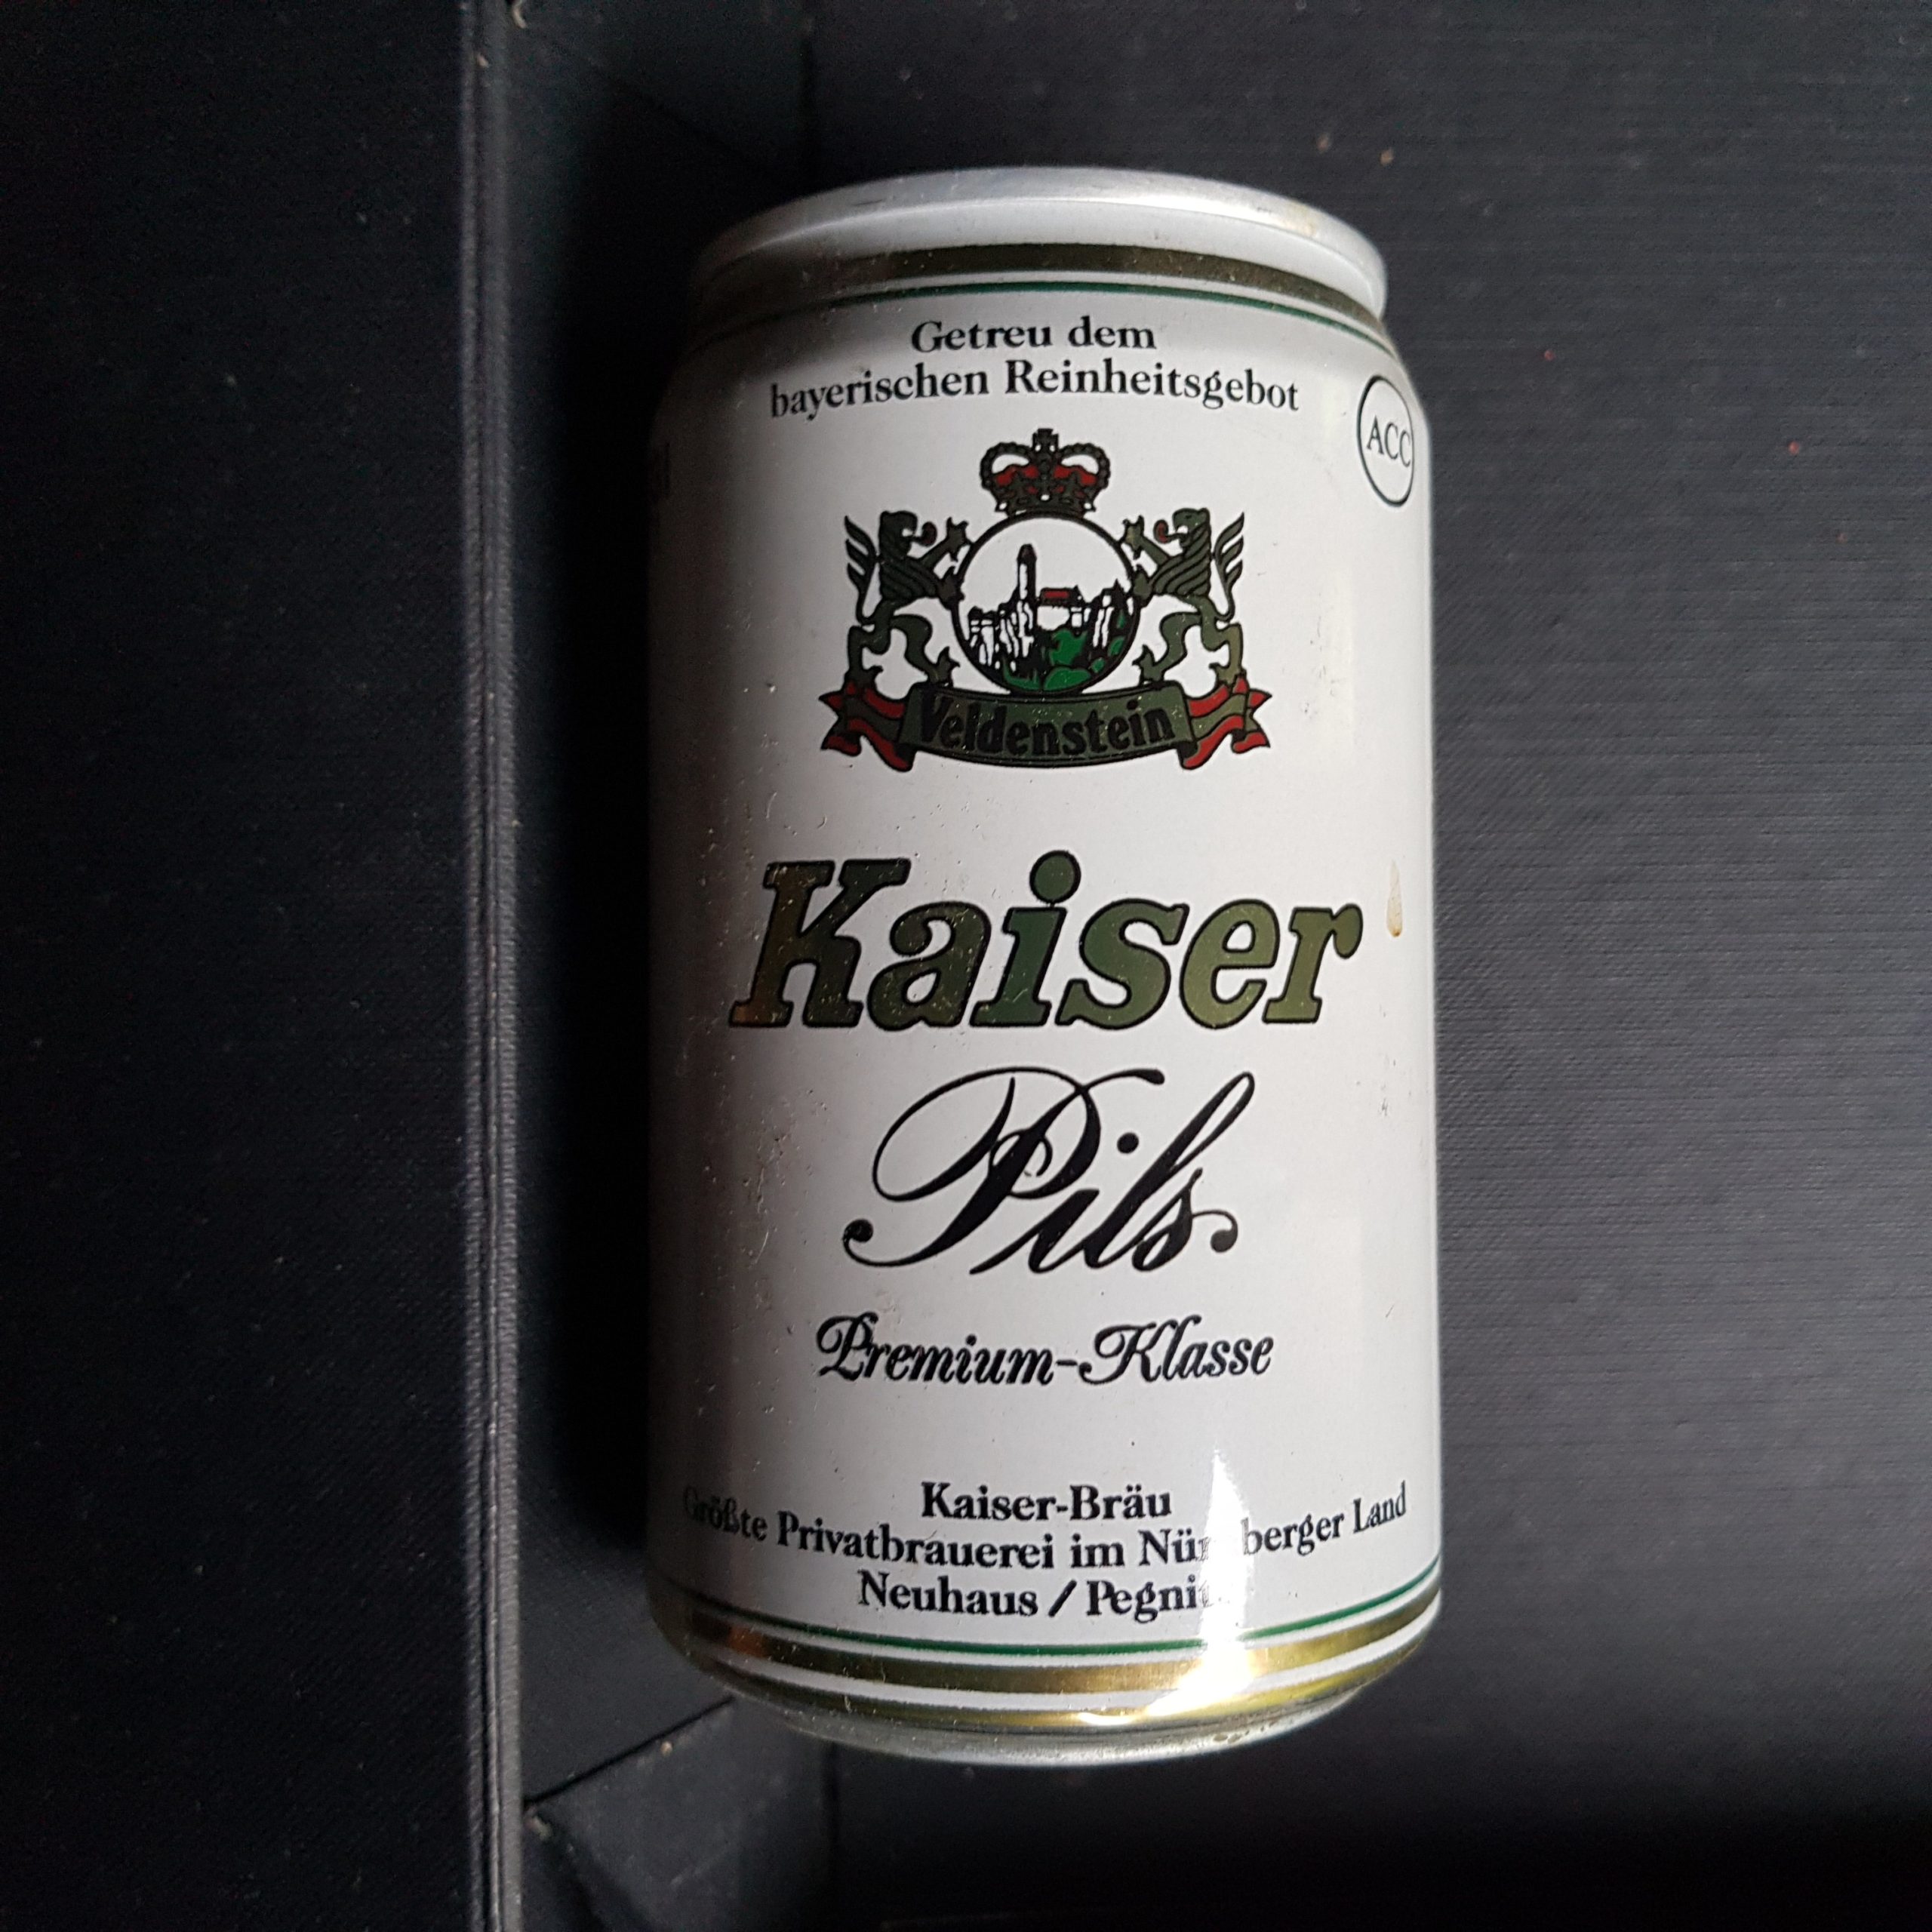 Getreu dem
bayerischen Reinheitsgebot
ACC
Veldenstein
Kaiser
Pils
Premium-Klasse
Kaiser-Bräu
Größte Privatbrauerei im Nürnberger Land
Neuhaus / Pegnitz